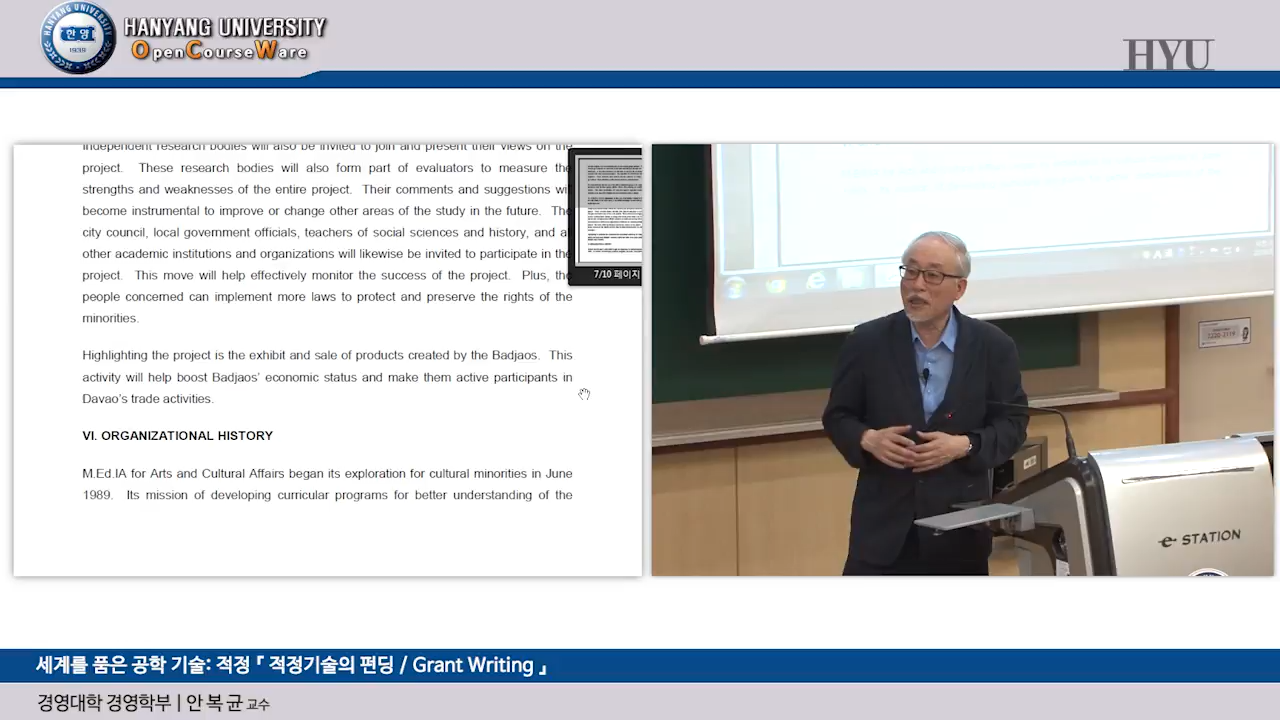 한양
1939
HANYANG UNIVERSITY
OpenCourseWare
HYU
independent research bodies will also be invited to join and present their views on the
project. These research bodies will also form part of evaluators to measure the
strengths and weaknesses of the entire project. Their comments and suggestions wil
become instrumental to improve or change some areas of the study in the future. The
city council, local government officials, teachers of social sciences and history, and al
other academic institutions and organizations will likewise be invited to participate in the
project. This move will help effectively monitor the success of the project. Plus, the
people concerned can implement more laws to protect and preserve the rights of the
minorities.
7/10 페이지
Highlighting the project is the exhibit and sale of products created by the Badjaos. This
activity will help boost Badjaos' economic status and make them active participants in
Davao's trade activities.
VI. ORGANIZATIONAL HISTORY
M.Ed.IA for Arts and Cultural Affairs began its exploration for cultural minorities in June
1989. Its mission of developing curricular programs for better understanding of the
e-STATION
세계를 품은 공학 기술: 적정 『 적정기술의 펀딩 / Grant Writing 』
경영대학 경영학부 | 안 복 균 교수